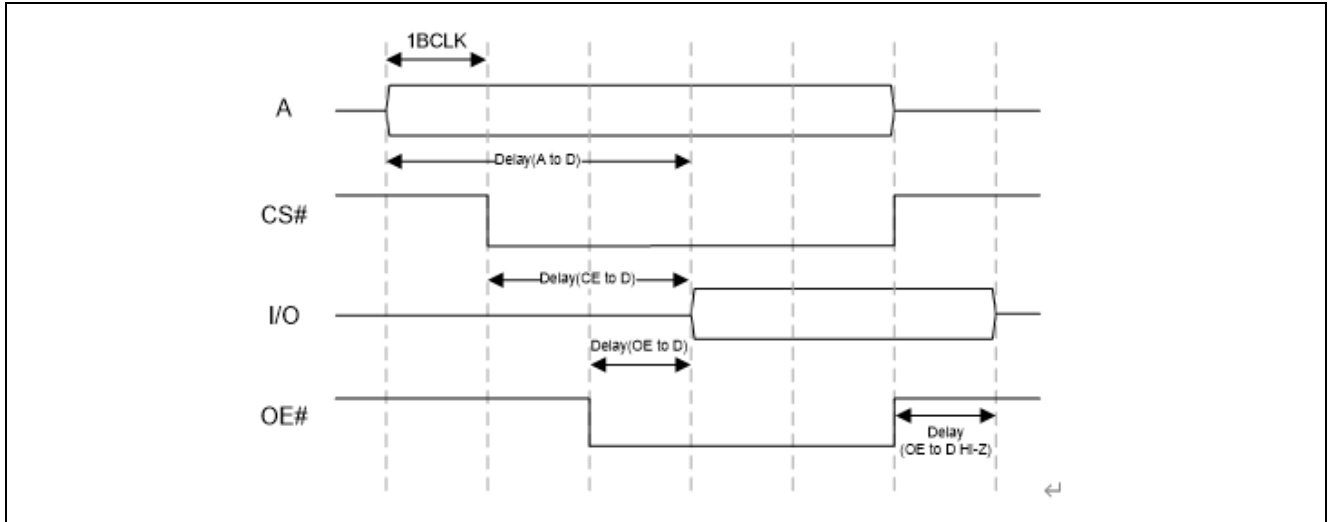 1BCLK
A
Delay(A to D)
CS#
Delay(CE to D)
I/O
Delay(OE to D)
OE#
Delay
(OE to D HI-Z)
↵